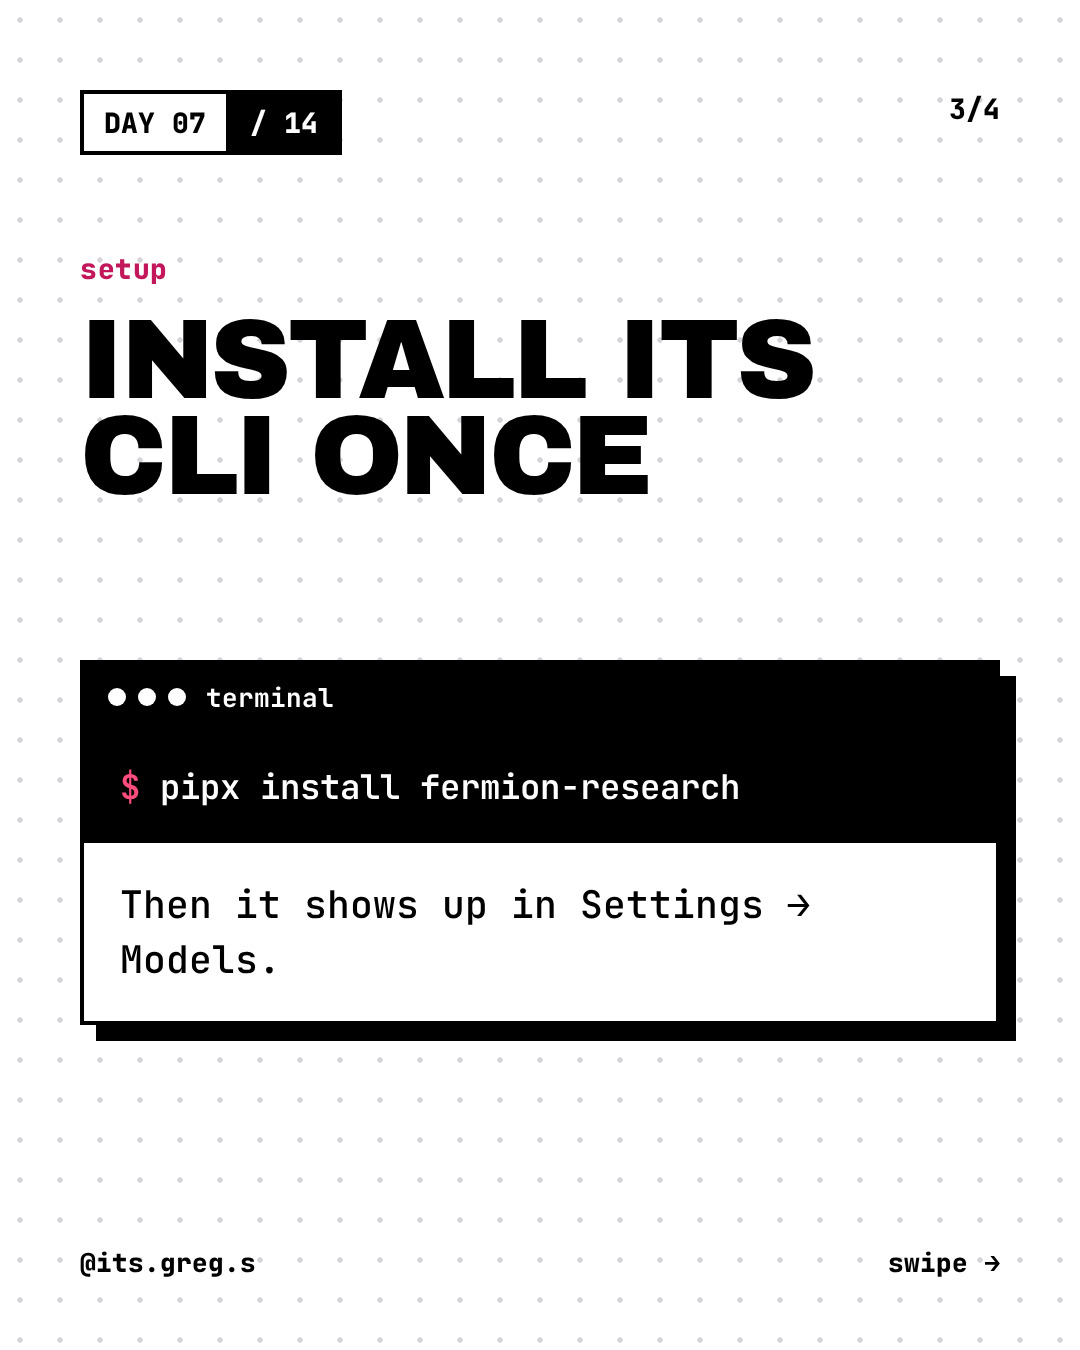 DAY 07 / 14
3/4
setup
INSTALL ITS
CLI ONCE
terminal
$ pipx install fermion-research
Then it shows up in Settings →
Models.
@its.greg.s
swipe →